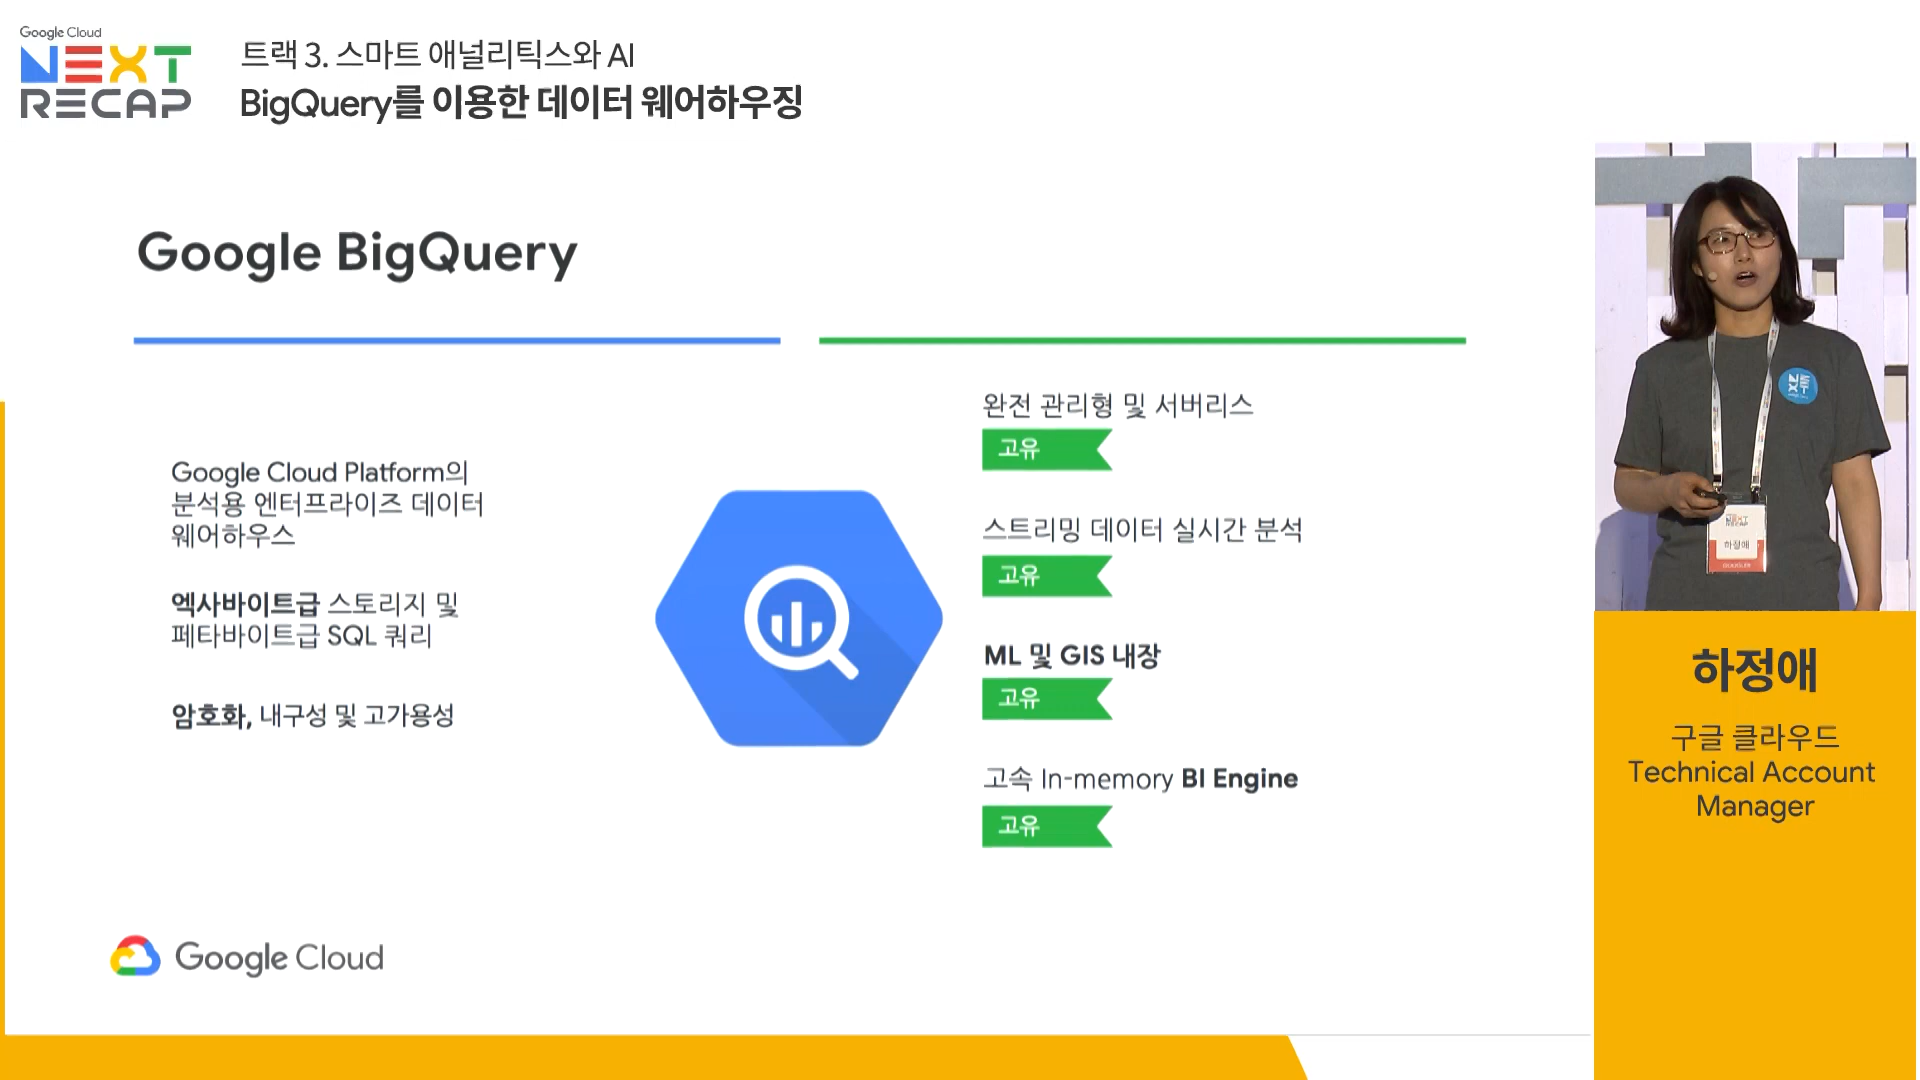 Google Cloud
NEXT
RECAP
트랙 3. 스마트 애널리틱스와 AI
BigQuery를 이용한 데이터 웨어하우징
Google BigQuery
Google Cloud Platform의
분석용 엔터프라이즈 데이터
웨어하우스
엑사바이트급 스토리지 및
페타바이트급 SQL 쿼리
암호화, 내구성 및 고가용성
완전 관리형 및 서버리스
고유
스트리밍 데이터 실시간 분석
고유
ML 및 GIS 내장
고유
고속 In-memory BI Engine
고유
Google Cloud
NEXT
RECAP
하정애
하정애
구글 클라우드
Technical Account
Manager